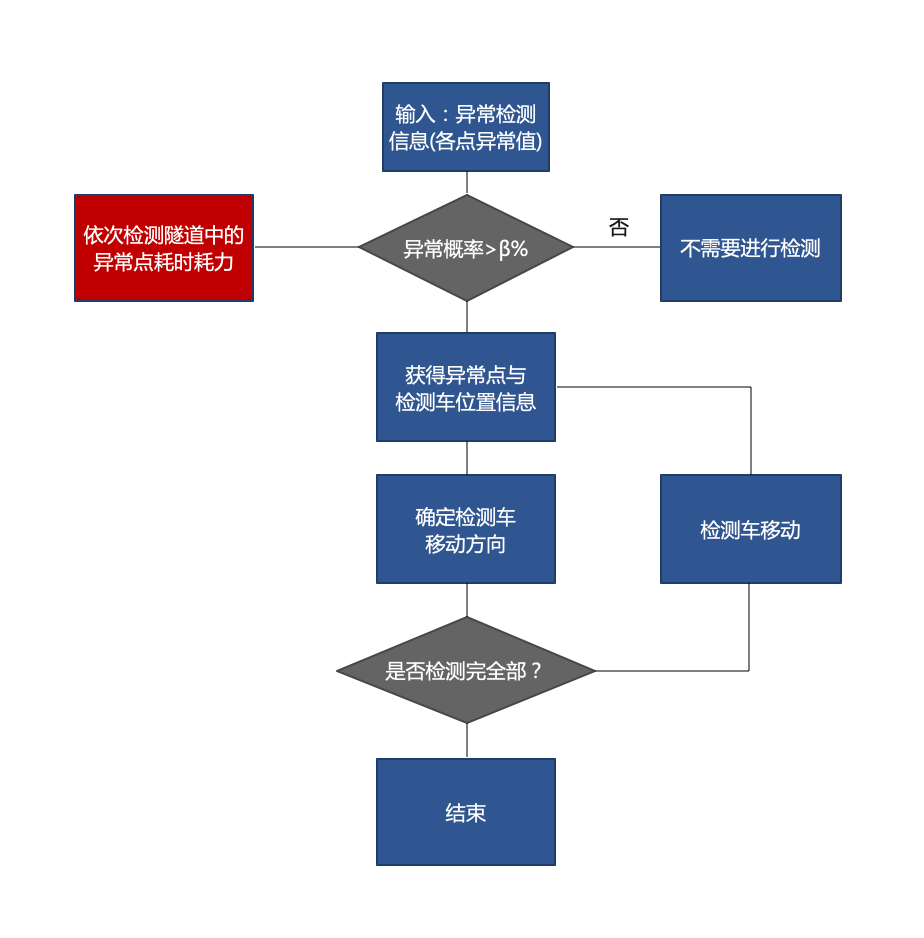 输入：异常检测
信息(各点异常值)
依次检测隧道中的
异常点耗时耗力
异常概率>β%
否
不需要进行检测
获得异常点与
检测车位置信息
确定检测车
移动方向
检测车移动
是否检测完全部？
结束